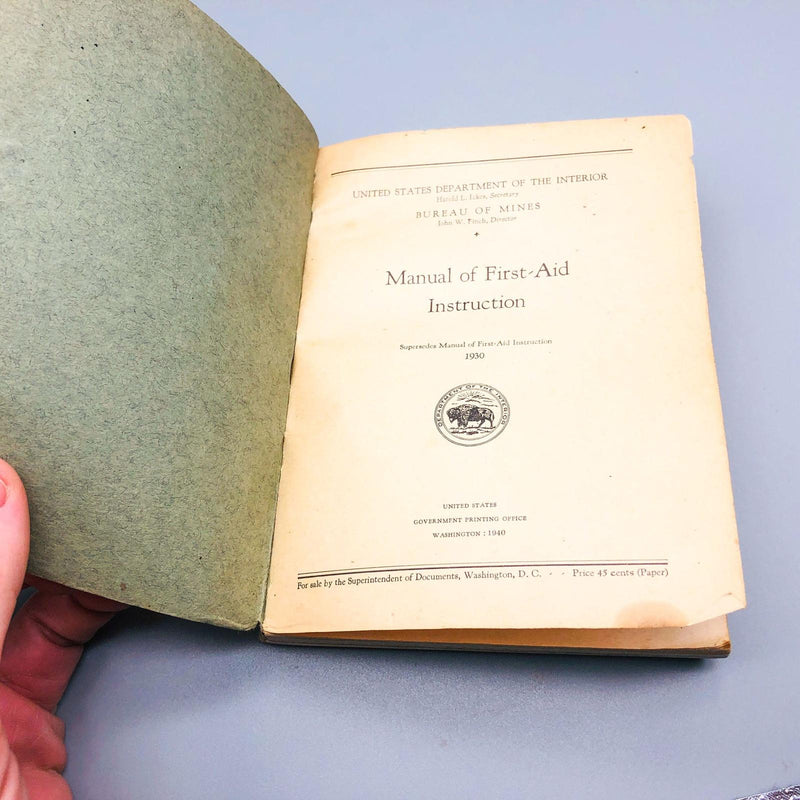 UNITED STATES DEPARTMENT OF THE INTERIOR
Harold L. Ickes, Secretary
BUREAU OF MINES
John W. Finch, Director
Manual of First-Aid
Instruction
Supersedes Manual of First-Aid Instruction
1930
DEPARTMENT OF THE INTERIOR
UNITED STATES
GOVERNMENT PRINTING OFFICE
WASHINGTON : 1940
For sale by the Superintendent of Documents, Washington, D. C. - - Price 45 cents (Paper)